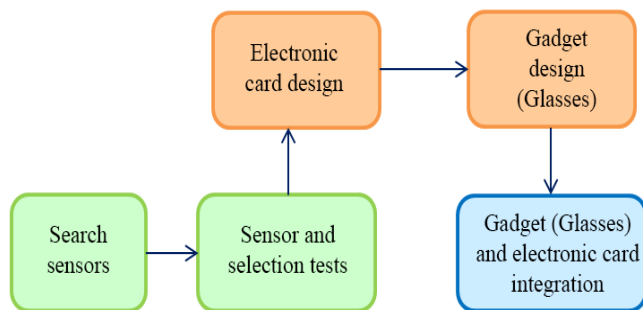 Electronic
card design
Gadget
design
(Glasses)
Search
sensors
Sensor and
selection tests
Gadget (Glasses)
and electronic card
integration